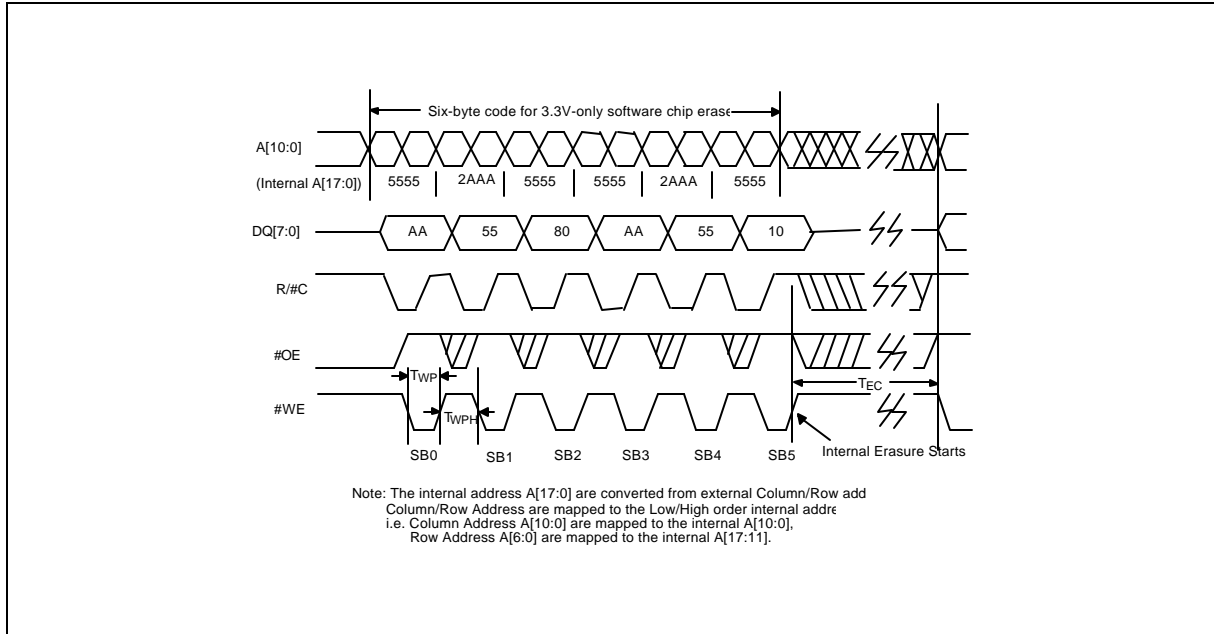 Six-byte code for 3.3V-only software chip erase
A[10:0]
(Internal A[17:0])
5555 2AAA 5555 5555 2AAA 5555
DQ[7:0]
AA 55 80 AA 55 10
R/#C
#OE
TWP
TEC
#WE
TWPH
SB0 SB1 SB2 SB3 SB4 SB5
Internal Erasure Starts
Note: The internal address A[17:0] are converted from external Column/Row add
Column/Row Address are mapped to the Low/High order internal addre
i.e. Column Address A[10:0] are mapped to the internal A[10:0],
Row Address A[6:0] are mapped to the internal A[17:11].